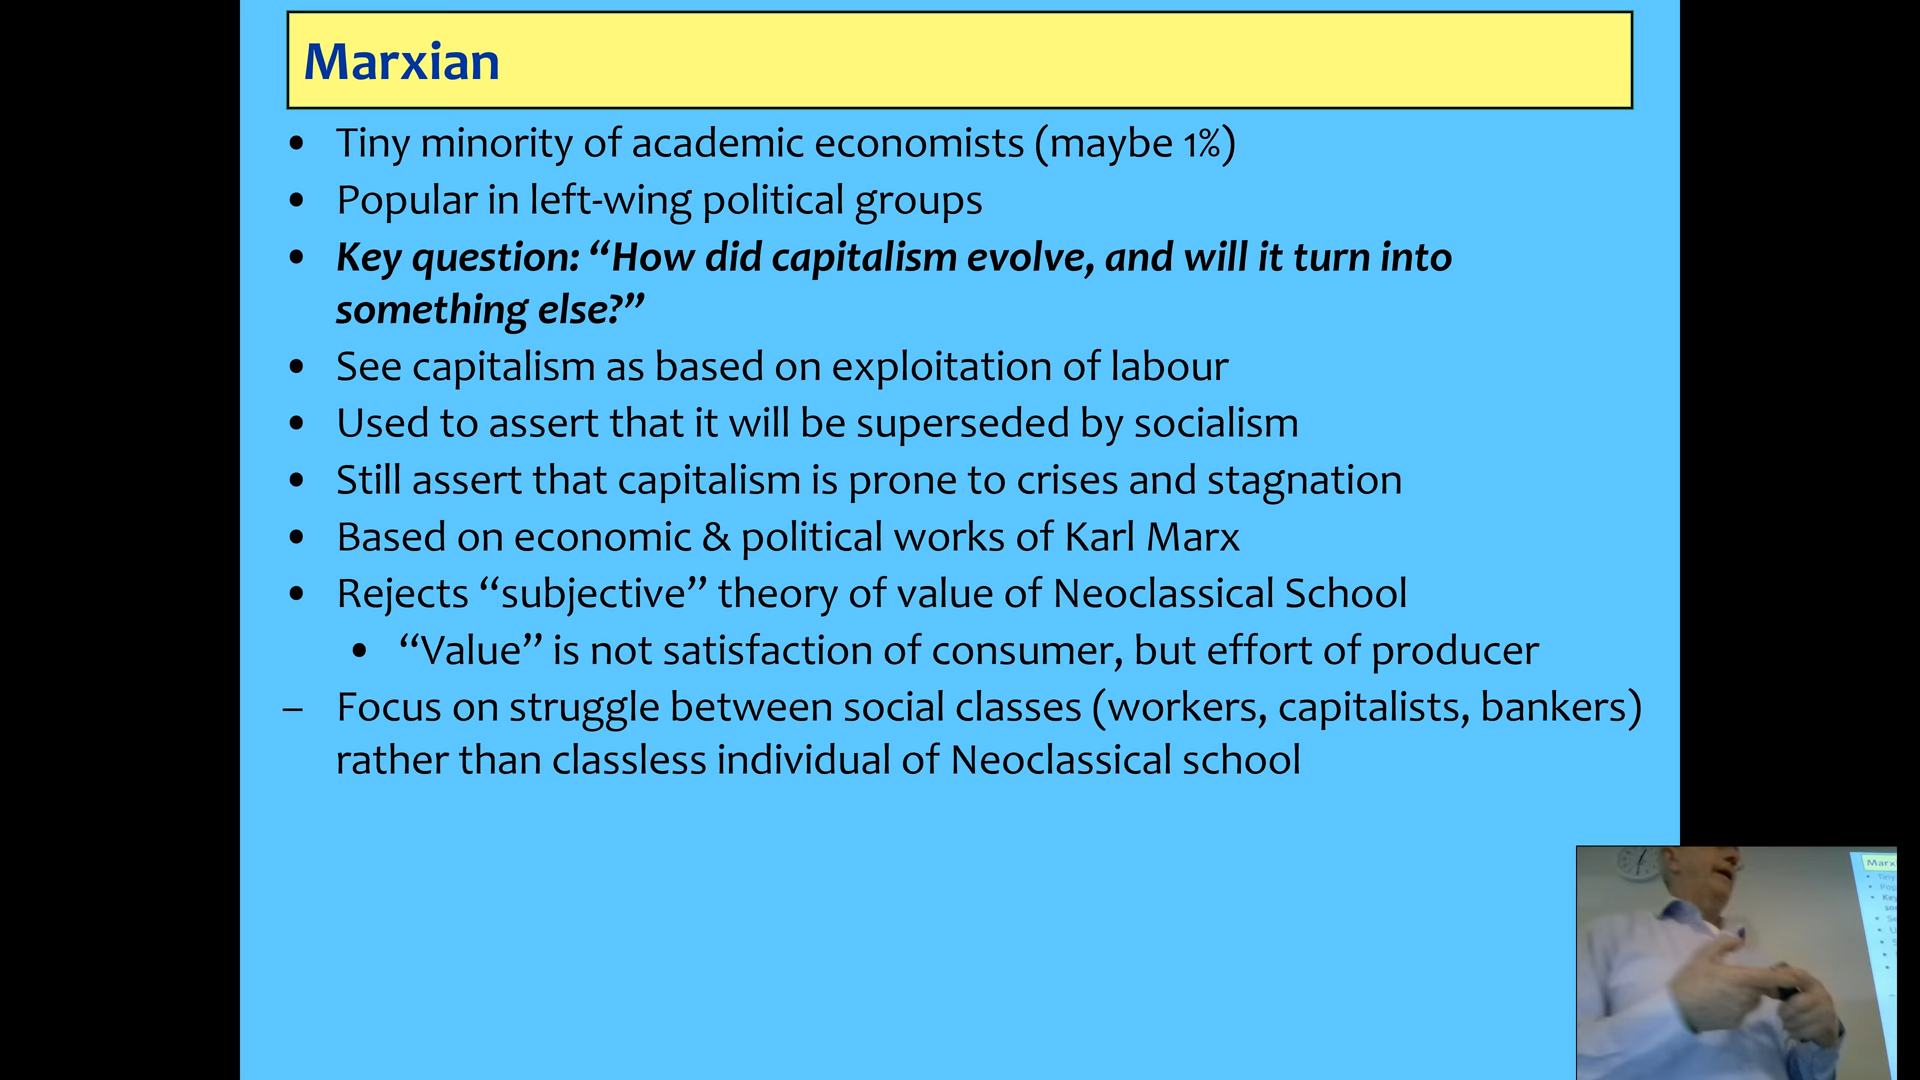 Marxian
• Tiny minority of academic economists (maybe 1%)
• Popular in left-wing political groups
• Key question: “How did capitalism evolve, and will it turn into
something else?”
• See capitalism as based on exploitation of labour
• Used to assert that it will be superseded by socialism
• Still assert that capitalism is prone to crises and stagnation
• Based on economic & political works of Karl Marx
• Rejects “subjective” theory of value of Neoclassical School
• “Value” is not satisfaction of consumer, but effort of producer
– Focus on struggle between social classes (workers, capitalists, bankers)
rather than classless individual of Neoclassical school
Marx